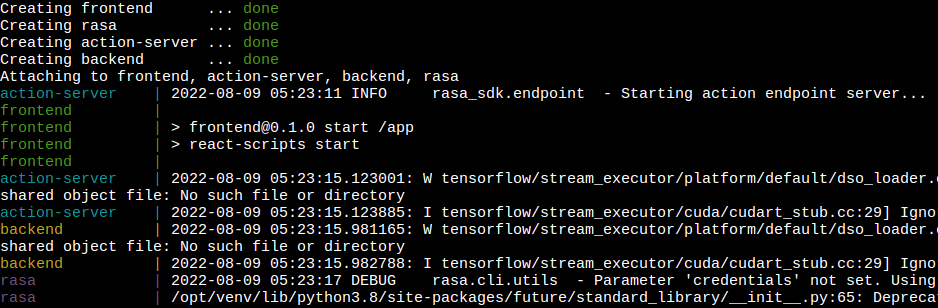 Creating frontend      ... done
Creating rasa          ... done
Creating action-server ... done
Creating backend       ... done
Attaching to frontend, action-server, backend, rasa
action-server    | 2022-08-09 05:23:11 INFO     rasa_sdk.endpoint  - Starting action endpoint server...
frontend         |
frontend         | > frontend@0.1.0 start /app
frontend         | > react-scripts start
frontend         |
action-server    | 2022-08-09 05:23:15.123001: W tensorflow/stream_executor/platform/default/dso_loader.
shared object file: No such file or directory
action-server    | 2022-08-09 05:23:15.123885: I tensorflow/stream_executor/cuda/cudart_stub.cc:29] Igno
backend          | 2022-08-09 05:23:15.981165: W tensorflow/stream_executor/platform/default/dso_loader.
shared object file: No such file or directory
backend          | 2022-08-09 05:23:15.982788: I tensorflow/stream_executor/cuda/cudart_stub.cc:29] Igno
rasa             | 2022-08-09 05:23:17 DEBUG    rasa.cli.utils  - Parameter 'credentials' not set. Using
rasa             | /opt/venv/lib/python3.8/site-packages/future/standard_library/__init__.py:65: Depreca